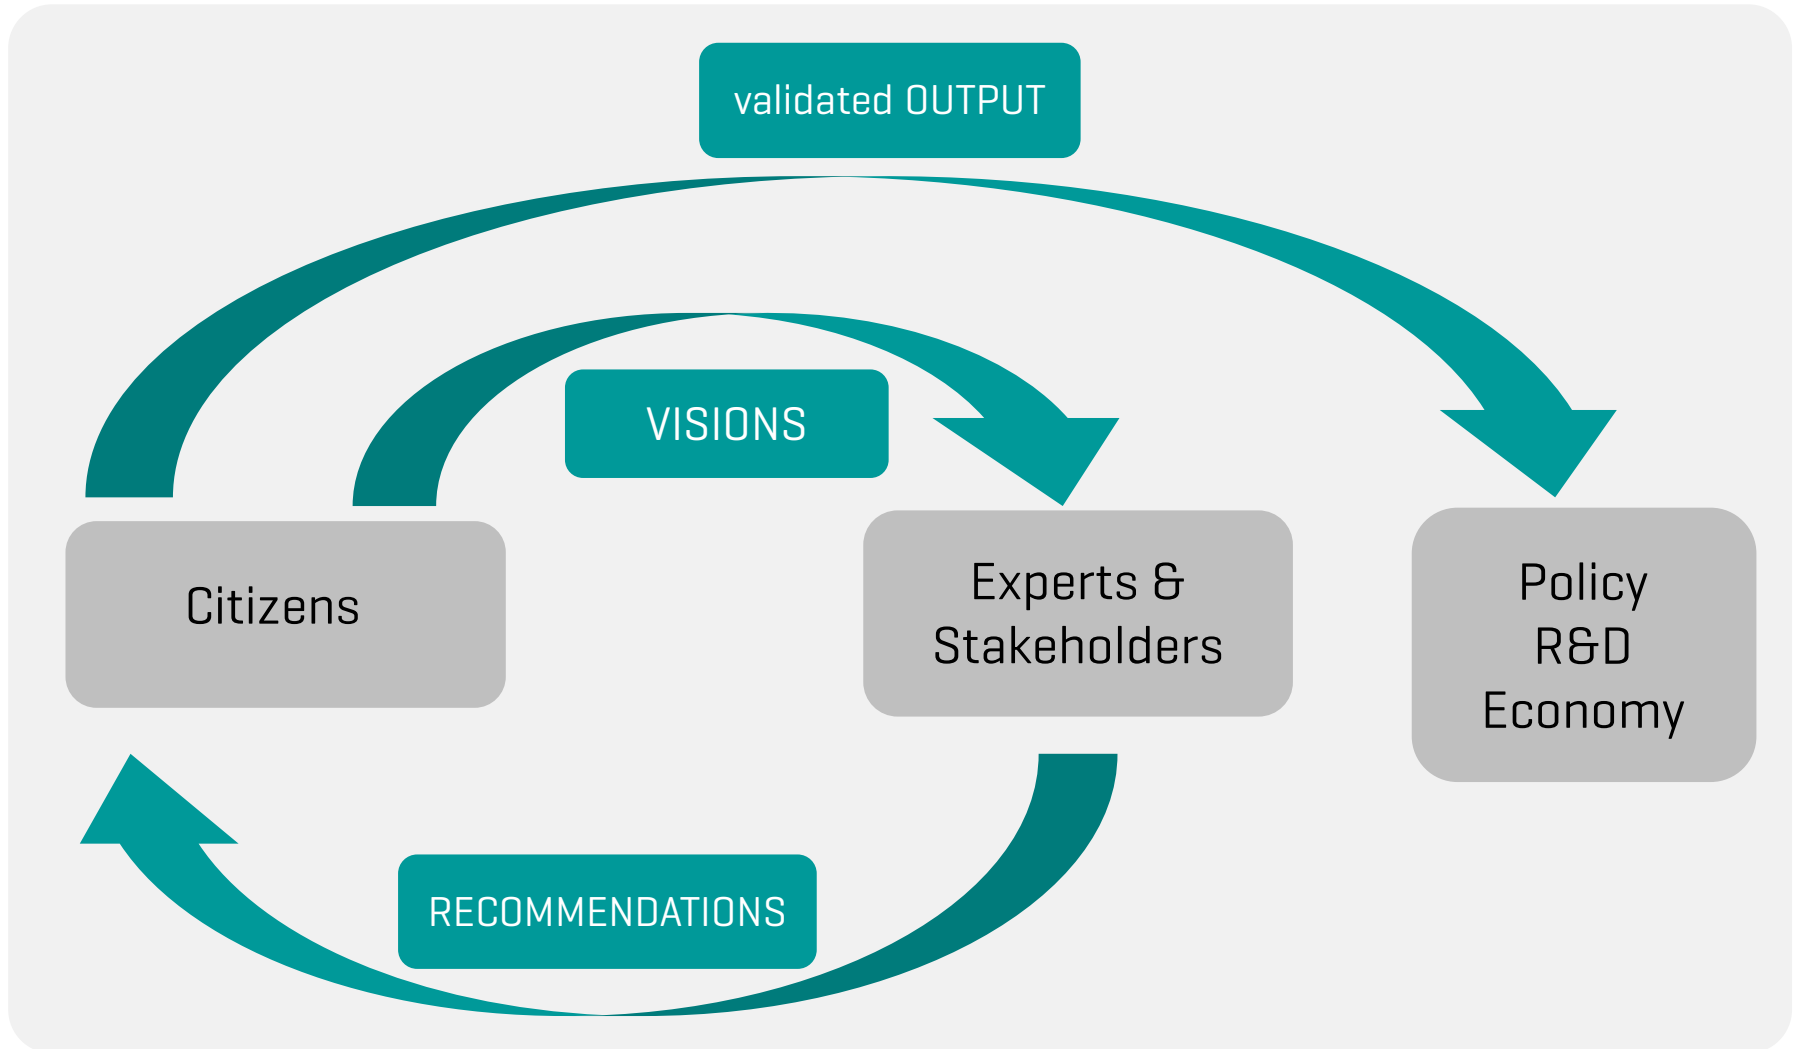 validated OUTPUT
VISIONS
Citizens
Experts &
Stakeholders
Policy
R&D
Economy
RECOMMENDATIONS